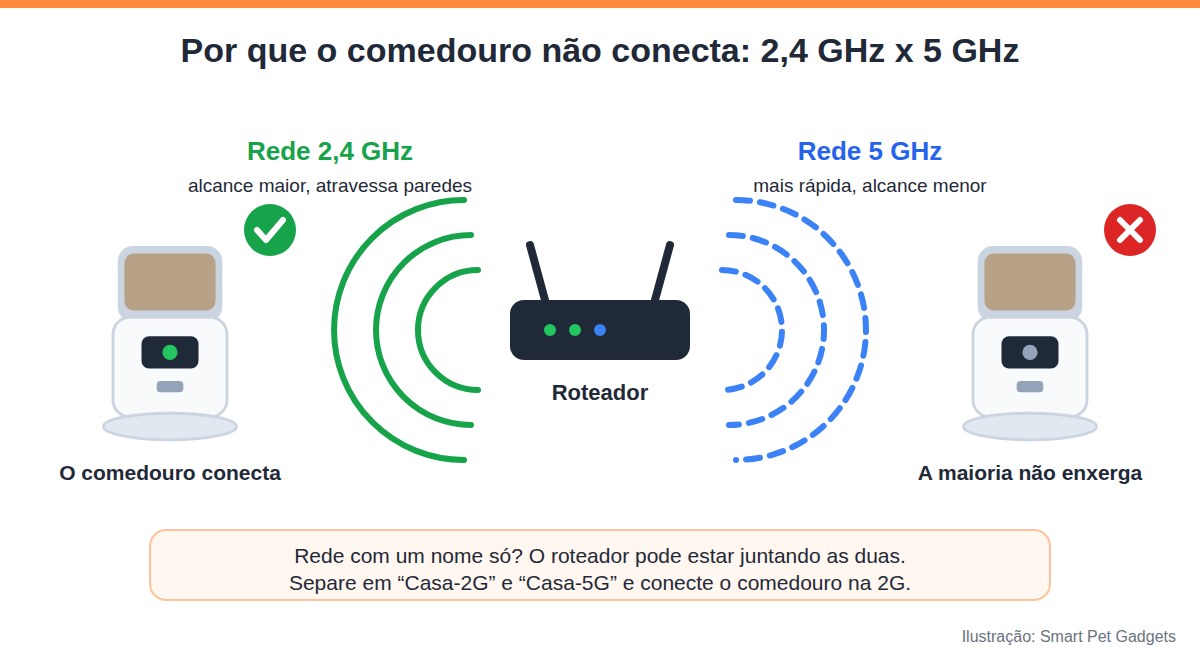 Por que o comedouro não conecta: 2,4 GHz x 5 GHz
Rede 2,4 GHz
alcance maior, atravessa paredes
Rede 5 GHz
mais rápida, alcance menor
Roteador
O comedouro conecta
A maioria não enxerga
Rede com um nome só? O roteador pode estar juntando as duas.
Separe em “Casa-2G” e “Casa-5G” e conecte o comedouro na 2G.
Ilustração: Smart Pet Gadgets